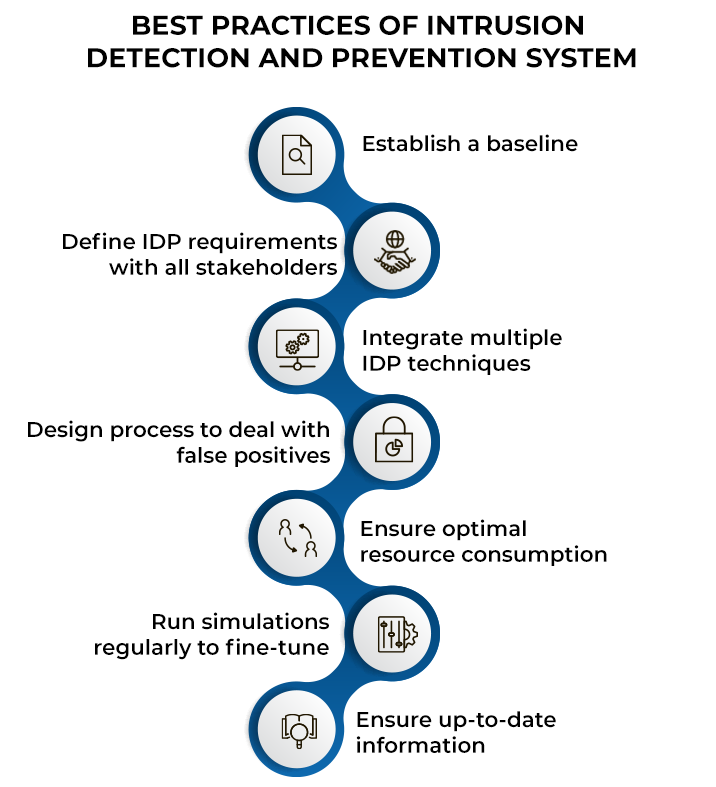 BEST PRACTICES OF INTRUSION
DETECTION AND PREVENTION SYSTEM
Establish a baseline
Define IDP requirements
with all stakeholders
Integrate multiple
IDP techniques
Design process to deal with
false positives
Ensure optimal
resource consumption
Run simulations
regularly to fine-tune
Ensure up-to-date
information